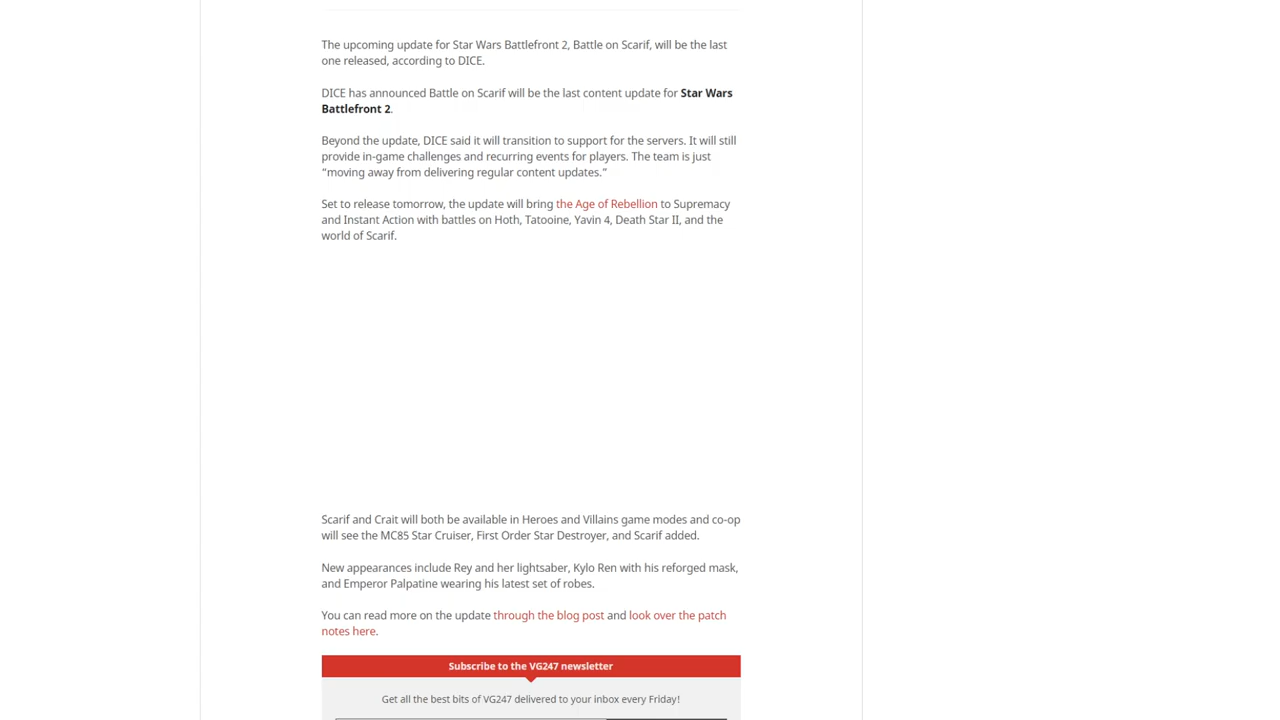 The upcoming update for Star Wars Battlefront 2, Battle on Scarif, will be the last
one released, according to DICE.
DICE has announced Battle on Scarif will be the last content update for Star Wars
Battlefront 2.
Beyond the update, DICE said it will transition to support for the servers. It will still
provide in-game challenges and recurring events for players. The team is just
“moving away from delivering regular content updates.”
Set to release tomorrow, the update will bring the Age of Rebellion to Supremacy
and Instant Action with battles on Hoth, Tatooine, Yavin 4, Death Star II, and the
world of Scarif.
Scarif and Crait will both be available in Heroes and Villains game modes and co-op
will see the MC85 Star Cruiser, First Order Star Destroyer, and Scarif added.
New appearances include Rey and her lightsaber, Kylo Ren with his reforged mask,
and Emperor Palpatine wearing his latest set of robes.
You can read more on the update through the blog post and look over the patch
notes here.
Subscribe to the VG247 newsletter
Get all the best bits of VG247 delivered to your inbox every Friday!